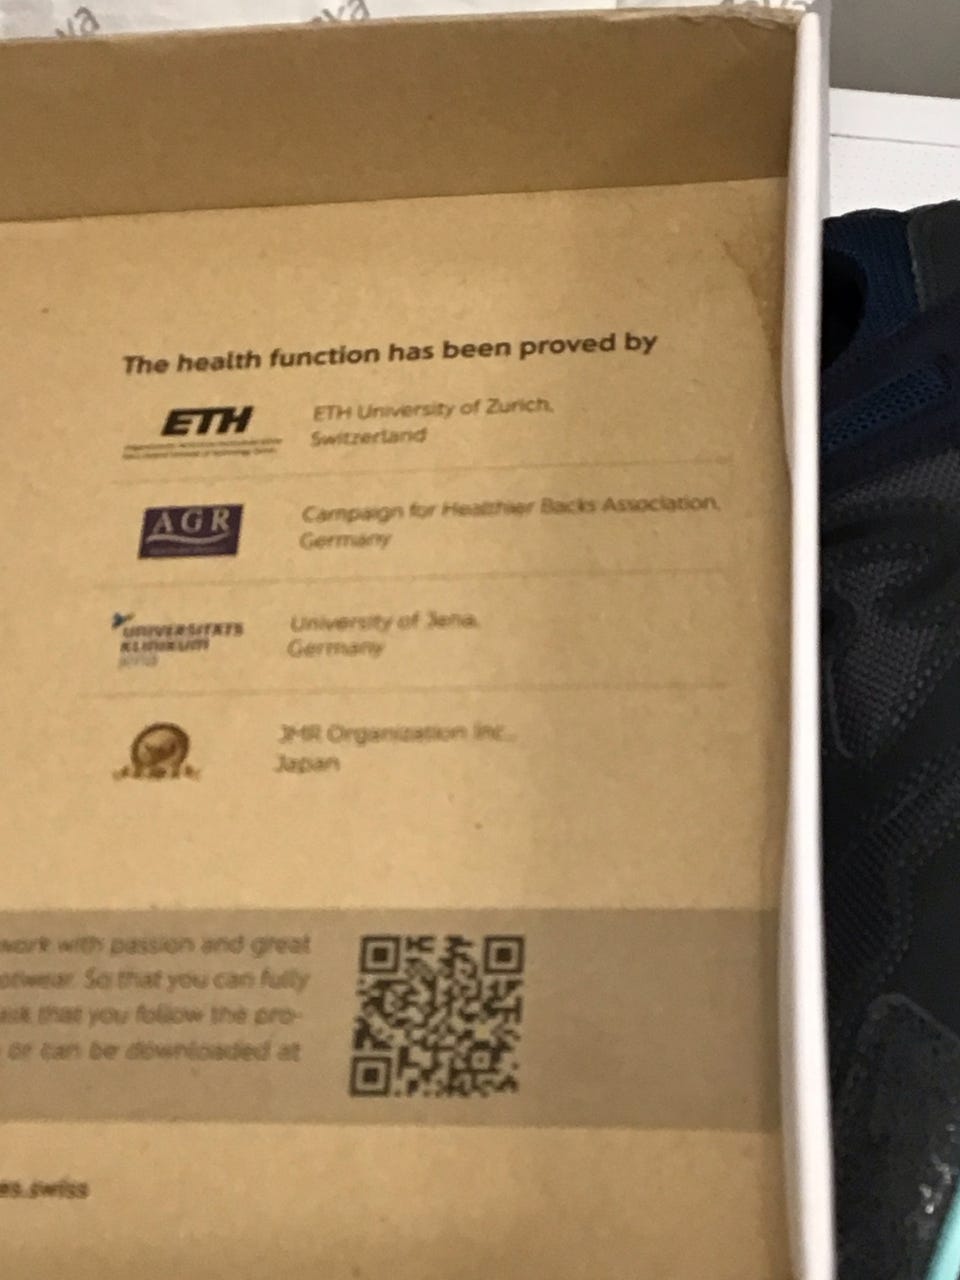 The health function has been proved by
ETH
ETH University of Zurich,
Switzerland
AGR
Campaign for Healthier Backs Association,
Germany
UNIVERSITÄTS
KLINIKUM
jena
University of Jena,
Germany
JMR Organization Inc.,
Japan
work with passion and great
otwear. So that you can fully
ask that you follow the pro-
or can be downloaded at
es.swiss